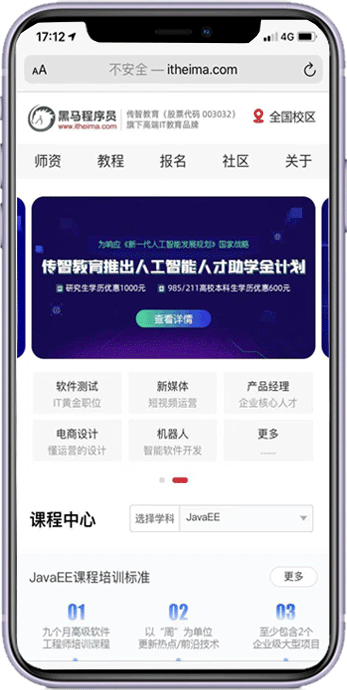 17:12
4G
AA
不安全 — itheima.com
黑马程序员
www.itheima.com
传智教育（股票代码 003032）
旗下高端IT教育品牌
全国校区
师资
教程
报名
社区
关于
为响应《新一代人工智能发展规划》国家战略
传智教育推出人工智能人才助学金计划
研究生学历优惠1000元
985/211高校本科生学历优惠600元
查看详情
软件测试
新媒体
产品经理
IT黄金职位
短视频运营
企业核心人才
电商设计
机器人
更多
懂运营的设计
智能软件开发
......
课程中心
选择学科
JavaEE
JavaEE课程培训标准
更多
01
02
03
九个月高级软件
以“周”为单位
至少包含2个
工程师培训课程
更新热点/前沿技术
企业级大型项目